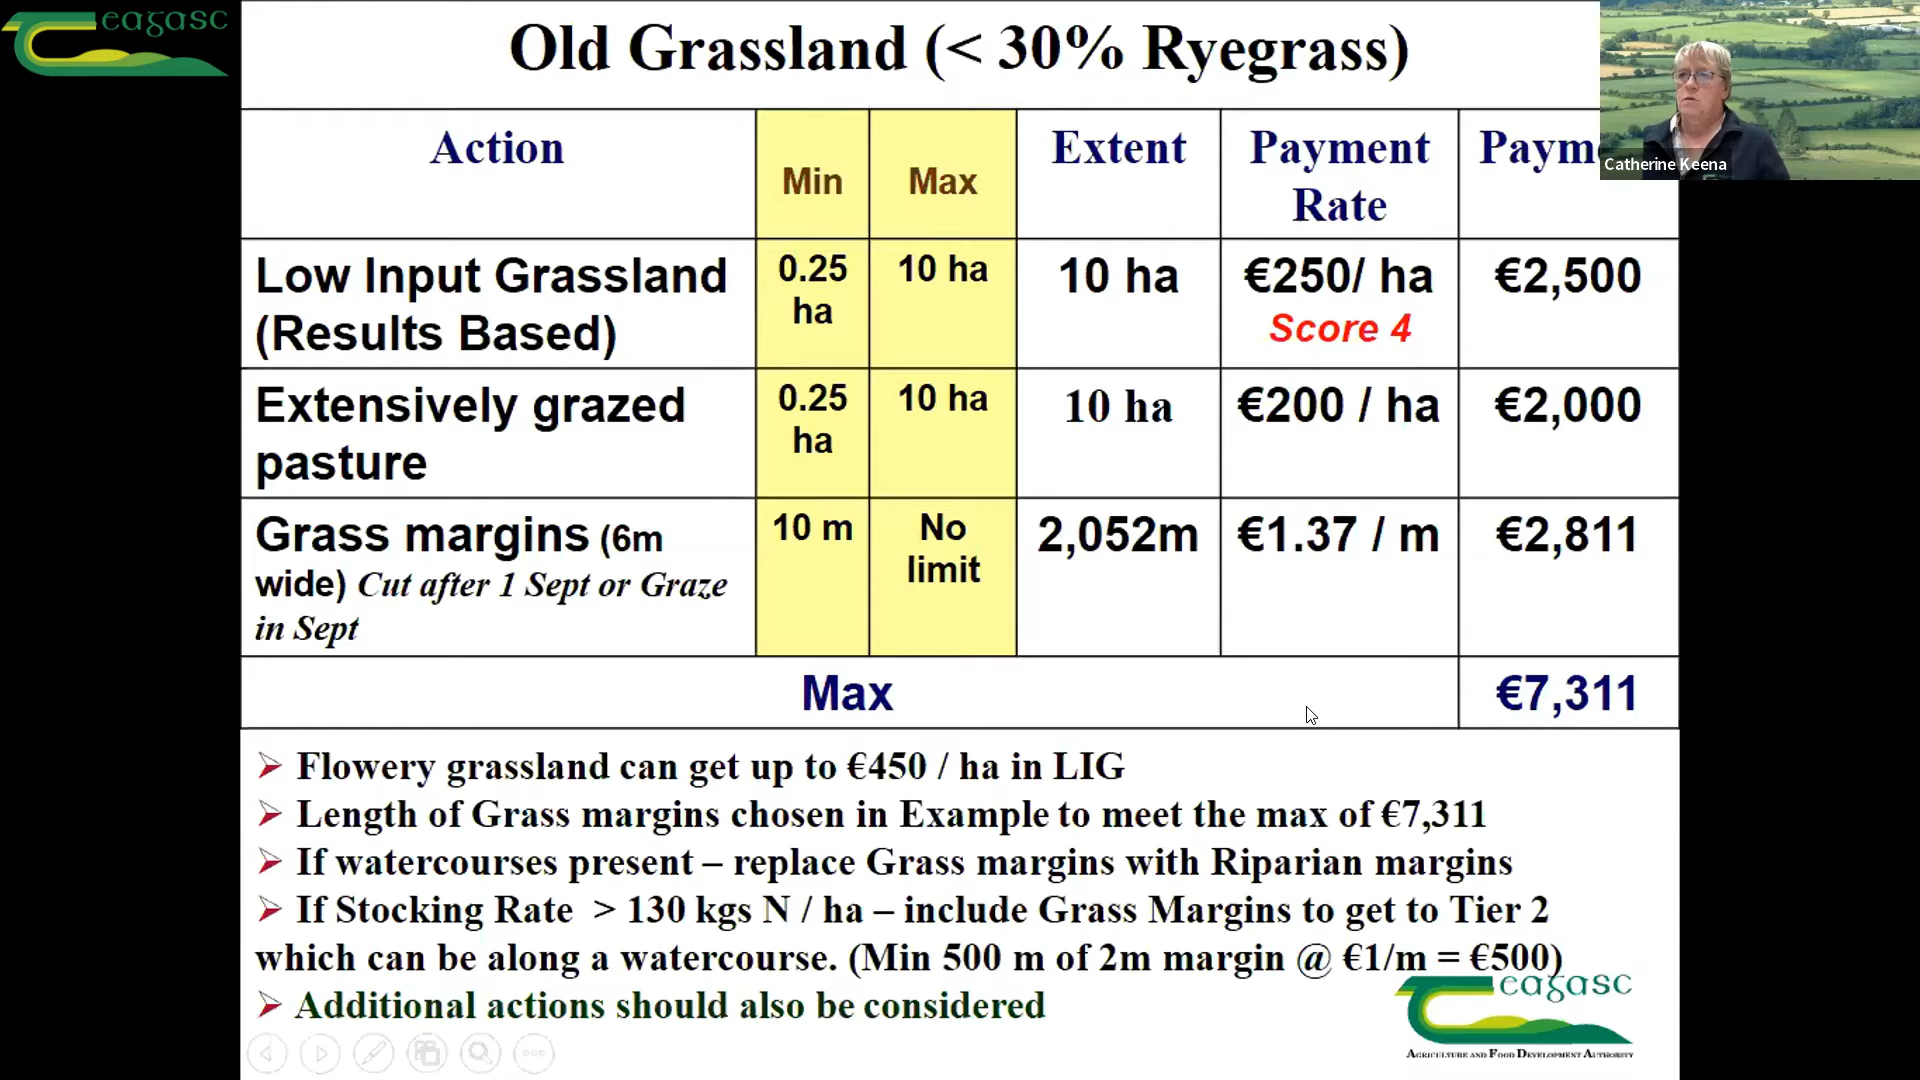 eagasc
Old Grassland (< 30% Ryegrass)
Action
Min
Max
Extent
Payment
Rate
Paym
Catherine Keena
Low Input Grassland
(Results Based)
0.25
ha
10 ha
10 ha
€250/ ha
Score 4
€2,500
Extensively grazed
pasture
0.25
ha
10 ha
10 ha
€200 / ha
€2,000
Grass margins (6m
wide) Cut after 1 Sept or Graze
in Sept
10 m
No
limit
2,052m
€1.37 / m
€2,811
Max
€7,311
➢ Flowery grassland can get up to €450 / ha in LIG
➢ Length of Grass margins chosen in Example to meet the max of €7,311
➢ If watercourses present – replace Grass margins with Riparian margins
➢ If Stocking Rate > 130 kgs N / ha – include Grass Margins to get to Tier 2
which can be along a watercourse. (Min 500 m of 2m margin @ €1/m = €500)
➢ Additional actions should also be considered
eagasc
AGRICULTURE AND FOOD DEVELOPMENT AUTHORITY